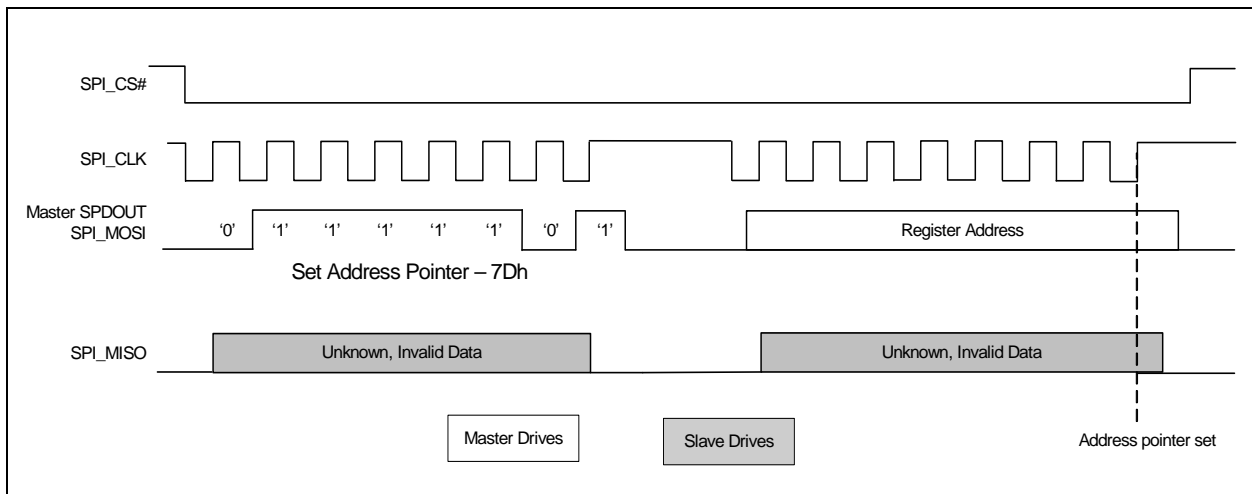 SPI_CS#
SPI_CLK
Master SPDOUT
SPI_MOSI
‘0’ ‘1’ ‘1’ ‘1’ ‘1’ ‘1’ ‘0’ ‘1’
Register Address
Set Address Pointer – 7Dh
SPI_MISO
Unknown, Invalid Data
Unknown, Invalid Data
Master Drives
Slave Drives
Address pointer set